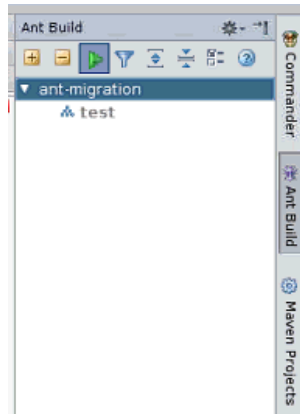 Ant Build
ant-migration
test
Commander
Ant Build
Maven Projects